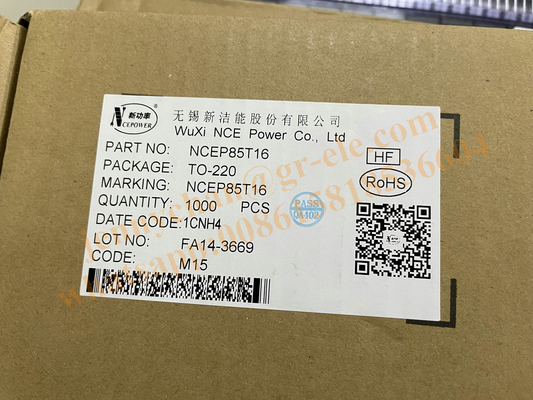 新功率
NCEPOWER
®
无锡新洁能股份有限公司
WuXi NCE Power Co., Ltd
PART NO: NCEP85T16
PACKAGE: TO-220
MARKING: NCEP85T16
QUANTITY: 1000 PCS
DATE CODE: 1CNH4
LOT NO: FA14-3669
CODE: M15
HF
RoHS
PASS